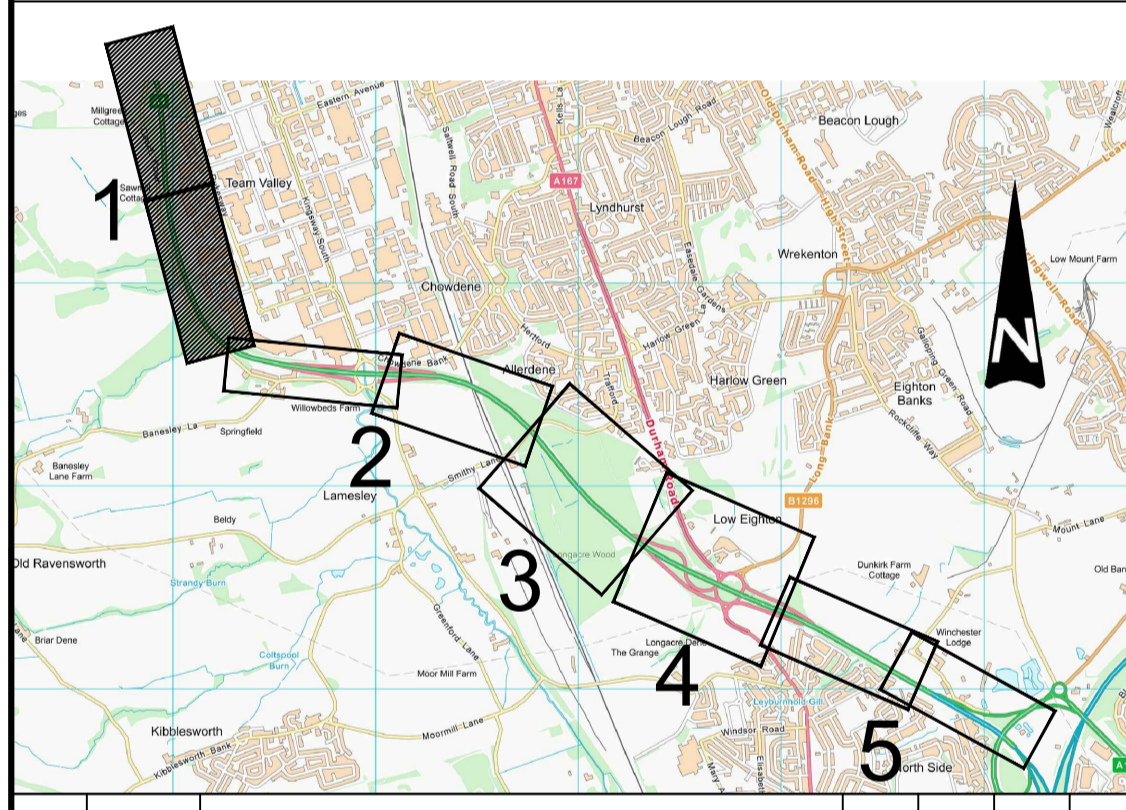 Millgreen
Cottage
Eastern Avenue
Kells La
Beacon Lough Road
Old Durham Road
Beacon Lough
A167
Saltwell Road South
Team Valley
Kingsway South
1
Cottage
Lyndhurst
High Street
Wrekenton
Low Mount Farm
Easedale Gardens
Chowdene
Hertford
Harlow Green La
Galloping Green Road
N
Chowdene Bank
Allerdene
Trafford
Harlow Green
Eighton
Banks
Rockcliffe Way
Willowbeds Farm
Banesley La
Springfield
2
Durham Road
Long Bank
Banesley
Lane Farm
Smithy Lane
Lamesley
B1296
Beldy
Low Eighton
Mount Lane
Old Ravensworth
Longacre Wood
Dunkirk Farm
Cottage
Strandy Burn
3
Greenford Lane
Briar Dene
Winchester
Lodge
Longacre Dene
The Grange
Coltspool
Burn
Moor Mill Farm
4
Leyburnhold Gill
Kibblesworth
Moormill Lane
Windsor Road
5
North Side
Kibblesworth Bank